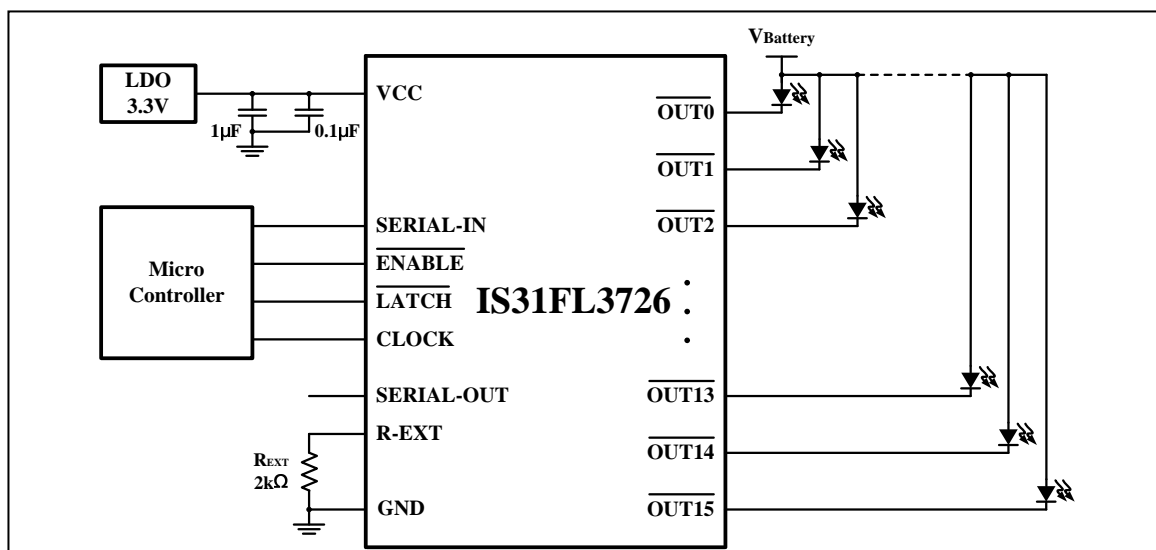 VBattery
LDO
3.3V
VCC
1µF
0.1µF
OUT0
OUT1
SERIAL-IN
OUT2
Micro
Controller
ENABLE
LATCH
IS31FL3726
CLOCK
SERIAL-OUT
OUT13
R-EXT
OUT14
REXT
2kΩ
GND
OUT15